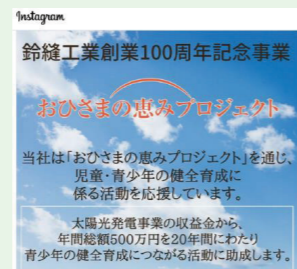 Instagram
鈴縫工業創業100周年記念事業
おひさまの恵みプロジェクト
当社は「おひさまの恵みプロジェクト」を通じ、
児童・青少年の健全育成に
係る活動を応援しています。
太陽光発電事業の収益金から、
年間総額500万円を20年間にわたり
青少年の健全育成につながる活動に助成します。